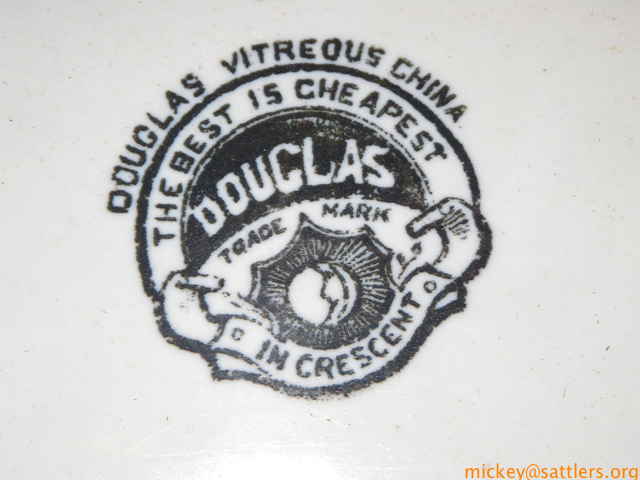 DOUGLAS VITREOUS CHINA
THE BEST IS CHEAPEST
DOUGLAS
TRADE MARK
IN CRESCENT
mickey@sattlers.org